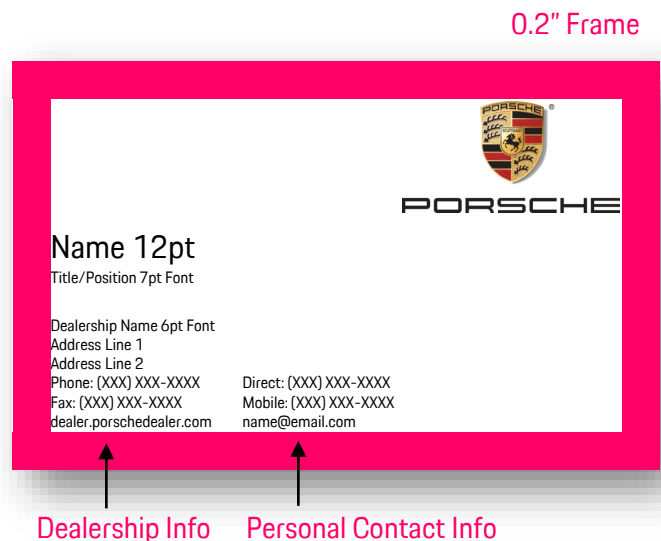 0.2” Frame
PORSCHE
STUTTGART
®
PORSCHE
Name 12pt
Title/Position 7pt Font
Dealership Name 6pt Font
Address Line 1
Address Line 2
Phone: (XXX) XXX-XXXX Direct: (XXX) XXX-XXXX
Fax: (XXX) XXX-XXXX Mobile: (XXX) XXX-XXXX
dealer.porschedealer.com name@email.com
Dealership Info Personal Contact Info